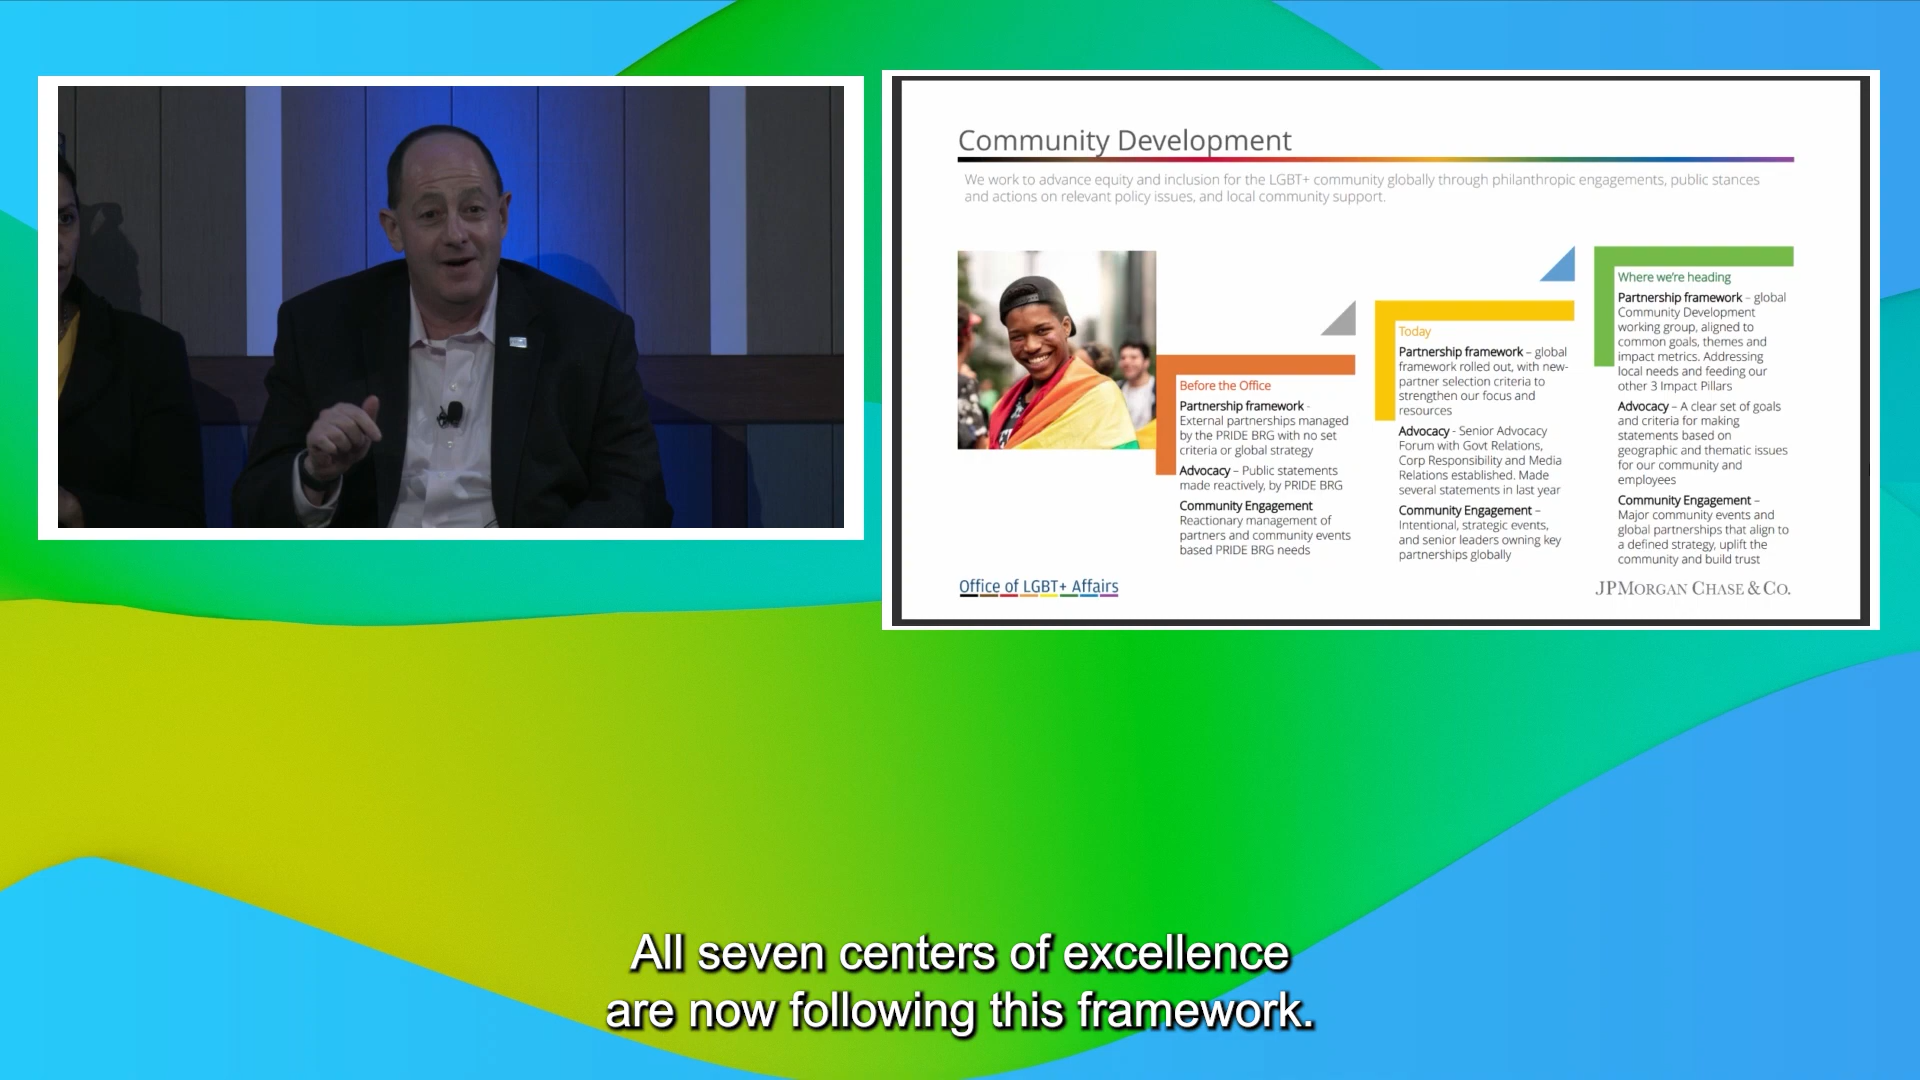 Community Development
We work to advance equity and inclusion for the LGBT+ community globally through philanthropic engagements, public stances
and actions on relevant policy issues, and local community support.
Before the Office
Partnership framework -
External partnerships managed
by the PRIDE BRG with no set
criteria or global strategy
Advocacy – Public statements
made reactively, by PRIDE BRG
Community Engagement
Reactionary management of
partners and community events
based PRIDE BRG needs
Today
Partnership framework – global
framework rolled out, with new-
partner selection criteria to
strengthen our focus and
resources
Advocacy - Senior Advocacy
Forum with Govt Relations,
Corp Responsibility and Media
Relations established. Made
several statements in last year
Community Engagement –
Intentional, strategic events,
and senior leaders owning key
partnerships globally
Where we're heading
Partnership framework – global
Community Development
working group, aligned to
common goals, themes and
impact metrics. Addressing
local needs and feeding our
other 3 Impact Pillars
Advocacy – A clear set of goals
and criteria for making
statements based on
geographic and thematic issues
for our community and
employees
Community Engagement –
Major community events and
global partnerships that align to
a defined strategy, uplift the
community and build trust
Office of LGBT+ Affairs
JPMORGAN CHASE & CO.
All seven centers of excellence
are now following this framework.